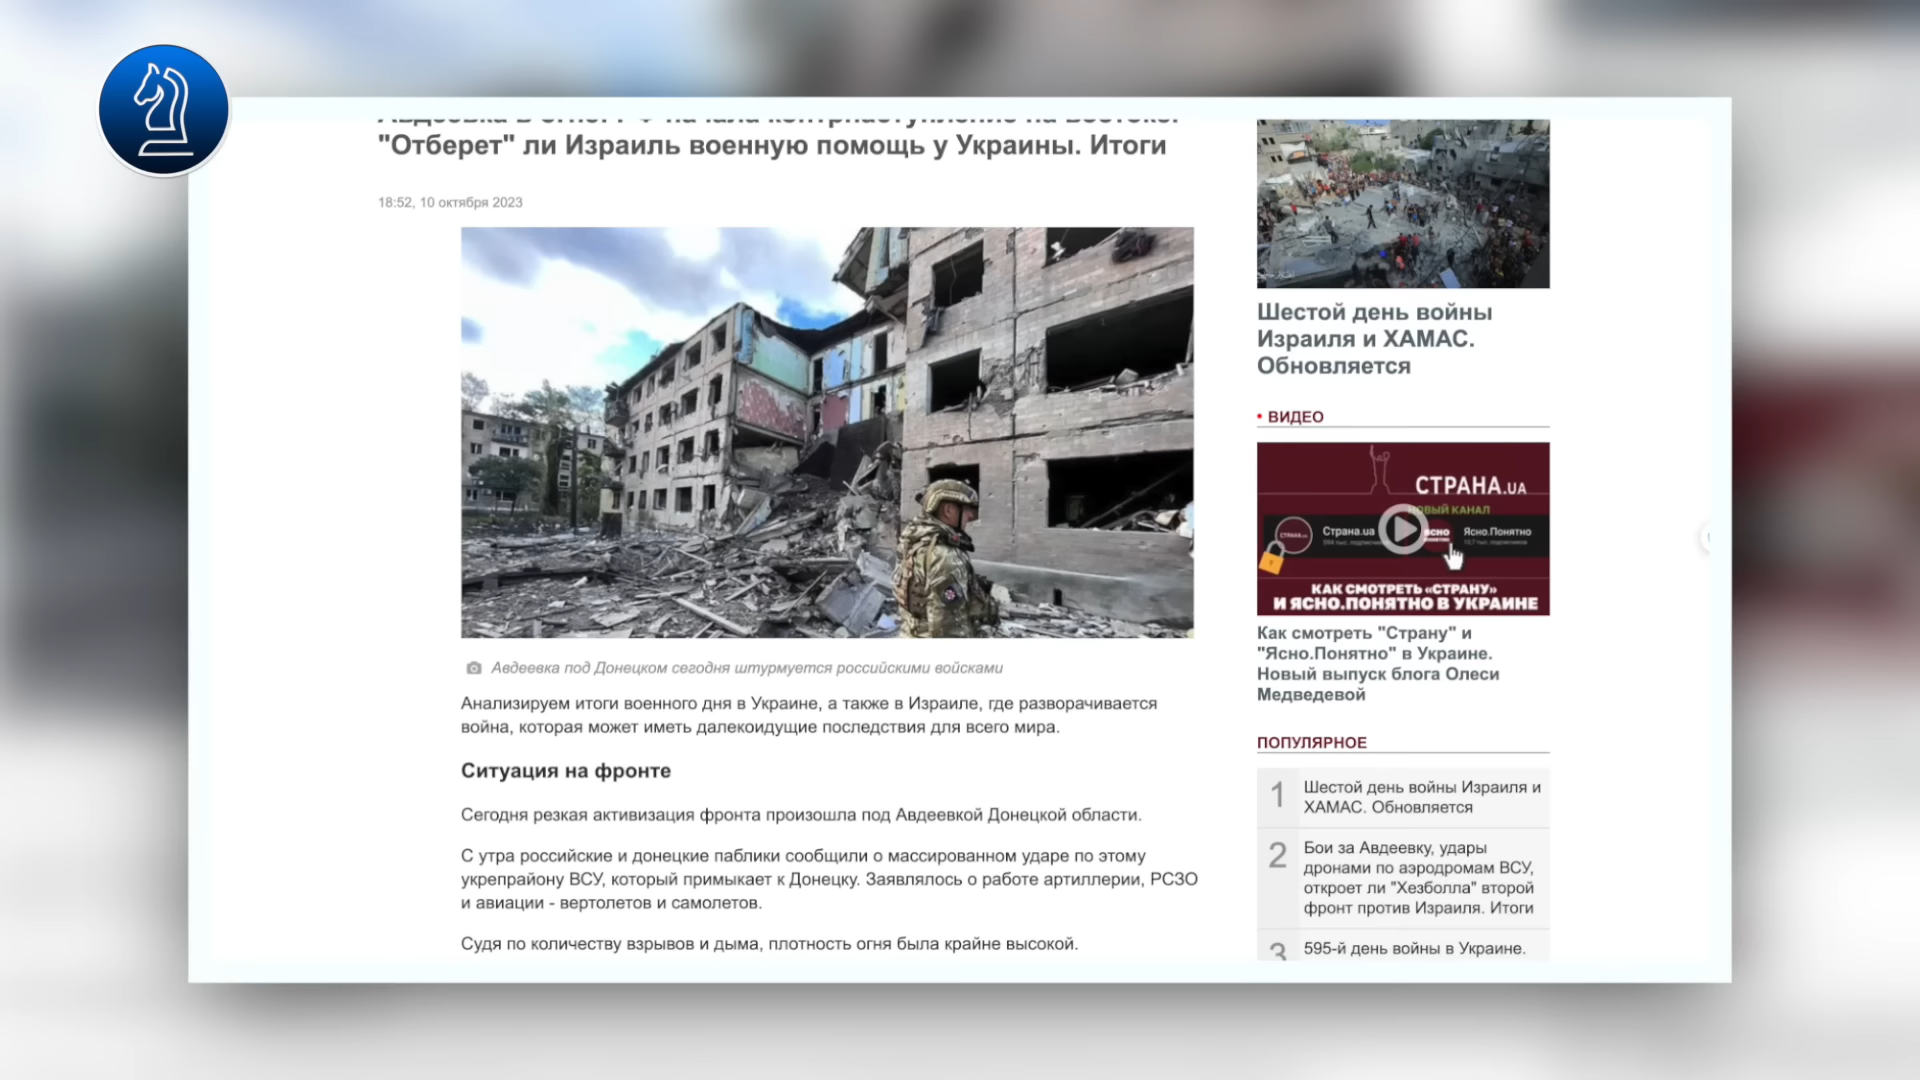 "Отберет" ли Израиль военную помощь у Украины. Итоги
18:52, 10 октября 2023
Авдеевка под Донецком сегодня штурмуется российскими войсками
Анализируем итоги военного дня в Украине, а также в Израиле, где разворачивается
война, которая может иметь далекоидущие последствия для всего мира.
Ситуация на фронте
Сегодня резкая активизация фронта произошла под Авдеевкой Донецкой области.
С утра российские и донецкие паблики сообщили о массированном ударе по этому
укрепрайону ВСУ, который примыкает к Донецку. Заявлялось о работе артиллерии, РСЗО
и авиации - вертолетов и самолетов.
Судя по количеству взрывов и дыма, плотность огня была крайне высокой.
Шестой день войны
Израиля и ХАМАС.
Обновляется
• ВИДЕО
СТРАНА.UA
НОВЫЙ КАНАЛ
Страна.ua
ЯСНО
Ясно.Понятно
КАК СМОТРЕТЬ «СТРАНУ»
И ЯСНО.ПОНЯТНО В УКРАИНЕ
Как смотреть "Страну" и
"Ясно.Понятно" в Украине.
Новый выпуск блога Олеси
Медведевой
ПОПУЛЯРНОЕ
1 Шестой день войны Израиля и
ХАМАС. Обновляется
2 Бои за Авдеевку, удары
дронами по аэродромам ВСУ,
откроет ли "Хезболла" второй
фронт против Израиля. Итоги
3 595-й день войны в Украине.